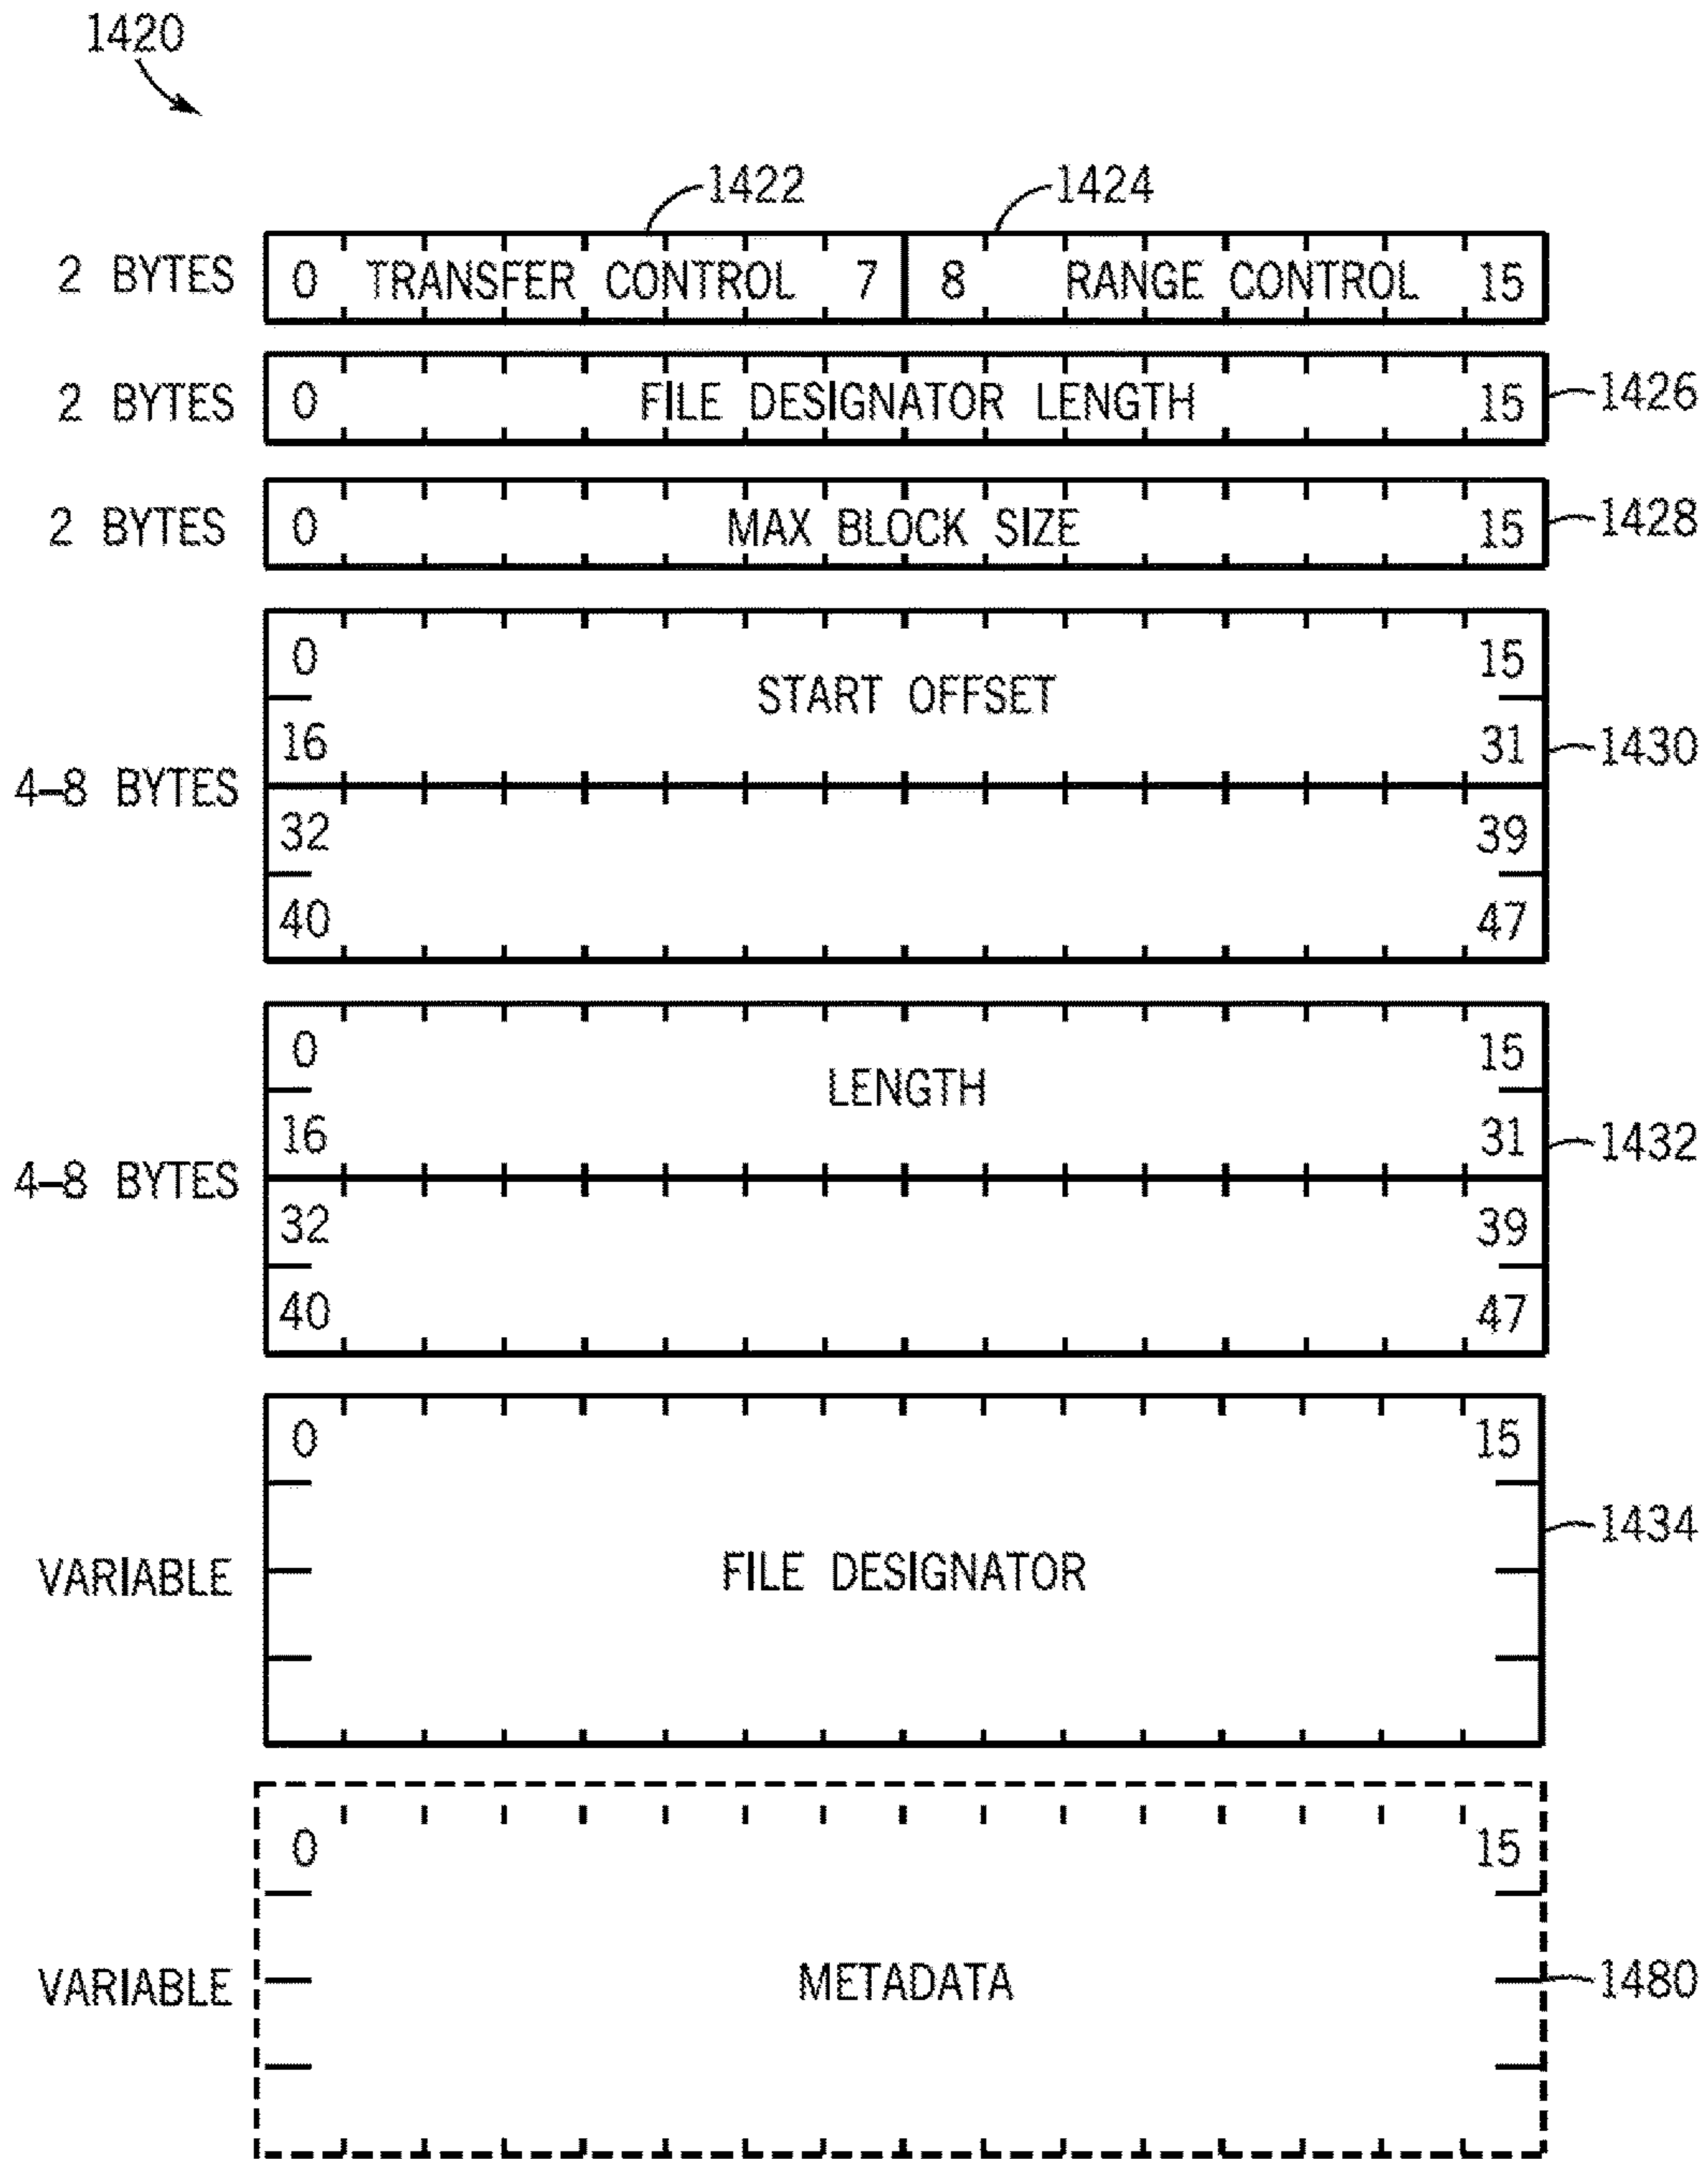 1420
1422 1424
2 BYTES 0 TRANSFER CONTROL 7 8 RANGE CONTROL 15
2 BYTES 0 FILE DESIGNATOR LENGTH 15 1426
2 BYTES 0 MAX BLOCK SIZE 15 1428
0 15
START OFFSET
16 31 1430
4-8 BYTES
32 39
40 47
0 15
LENGTH
16 31 1432
4-8 BYTES
32 39
40 47
0 15
1434
VARIABLE FILE DESIGNATOR
0 15
VARIABLE METADATA 1480